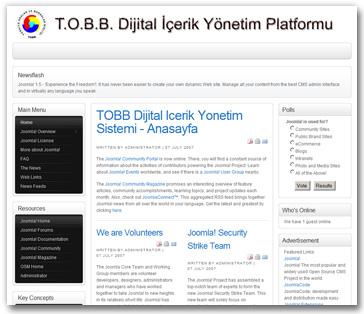 T.O.B.B. Dijital İçerik Yönetim Platformu
Newsflash
Joomla! 1.5 - 'Experience the Freedom!'. It has never been easier to create your own dynamic Web site. Manage all your content from the best CMS admin interface
and in virtually any language you speak.
Main Menu
Home
Joomla! Overview
Joomla! License
More about Joomla!
FAQ
The News
Web Links
News Feeds
Resources
Joomla! Home
Joomla! Forums
Joomla! Documentation
Joomla! Community
Joomla! Magazine
OSM Home
Administrator
Key Concepts
TOBB Dijital Icerik Yonetim
Sistemi - Anasayfa
WRITTEN BY ADMINISTRATOR
07 JULY 2007
The Joomla! Community Portal is now online. There, you will find a constant source of
information about the activities of contributors powering the Joomla! Project. Learn
about Joomla! Events worldwide, and see if there is a Joomla! User Group nearby.
The Joomla! Community Magazine promises an interesting overview of feature
articles, community accomplishments, learning topics, and project updates each
month. Also, check out JoomlaConnect™. This aggregated RSS feed brings together
Joomla! news from all over the world in your language. Get the latest and greatest by
clicking here.
We are Volunteers
WRITTEN BY ADMINISTRATOR
07 JULY 2007
The Joomla Core Team and Working
Group members are volunteer
developers, designers, administrators
and managers who have worked
together to take Joomla! to new heights
in its relatively short life. Joomla! has
Joomla! Security
Strike Team
WRITTEN BY ADMINISTRATOR
07 JULY 2007
The Joomla! Project has assembled a
top-notch team of experts to form the
new Joomla! Security Strike Team. This
new team will solely focus on
Polls
Joomla! is used for?
Community Sites
Public Brand Sites
eCommerce
Blogs
Intranets
Photo and Media Sites
All of the Above!
Vote
Results
Who's Online
We have 1 guest online
Advertisement
Featured Links:
Joomla!
Joomla! The most popular and
widely used Open Source CMS
Project in the world.
JoomlaCode
JoomlaCode, development
and distribution made easy.
Joomla! Extensions